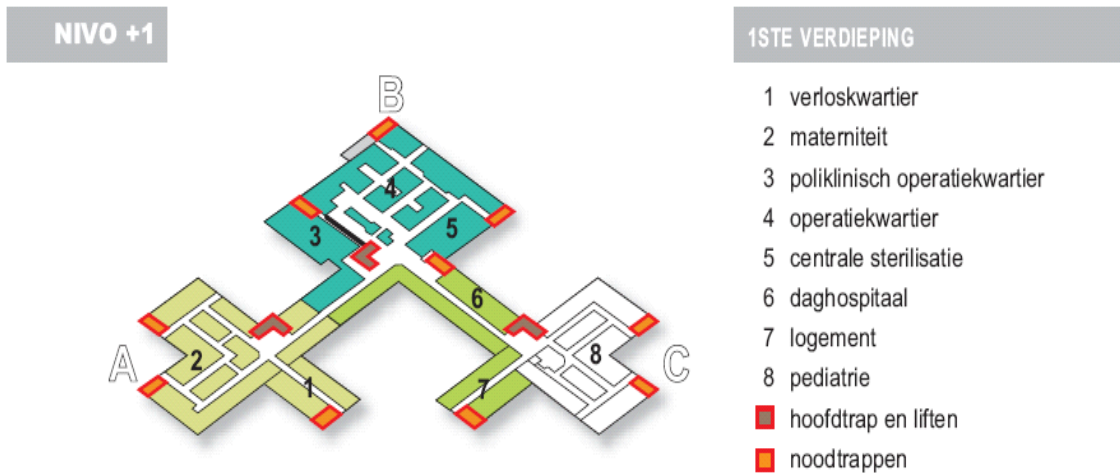 NIVO +1
1STE VERDIEPING
1 verloskwartier
2 materniteit
3 poliklinisch operatiekwartier
4 operatiekwartier
5 centrale sterilisatie
6 daghospitaal
7 logement
8 pediatrie
hoofdtrap en liften
noodtrappen
B
4
3
5
6
A
2
1
7
8
C